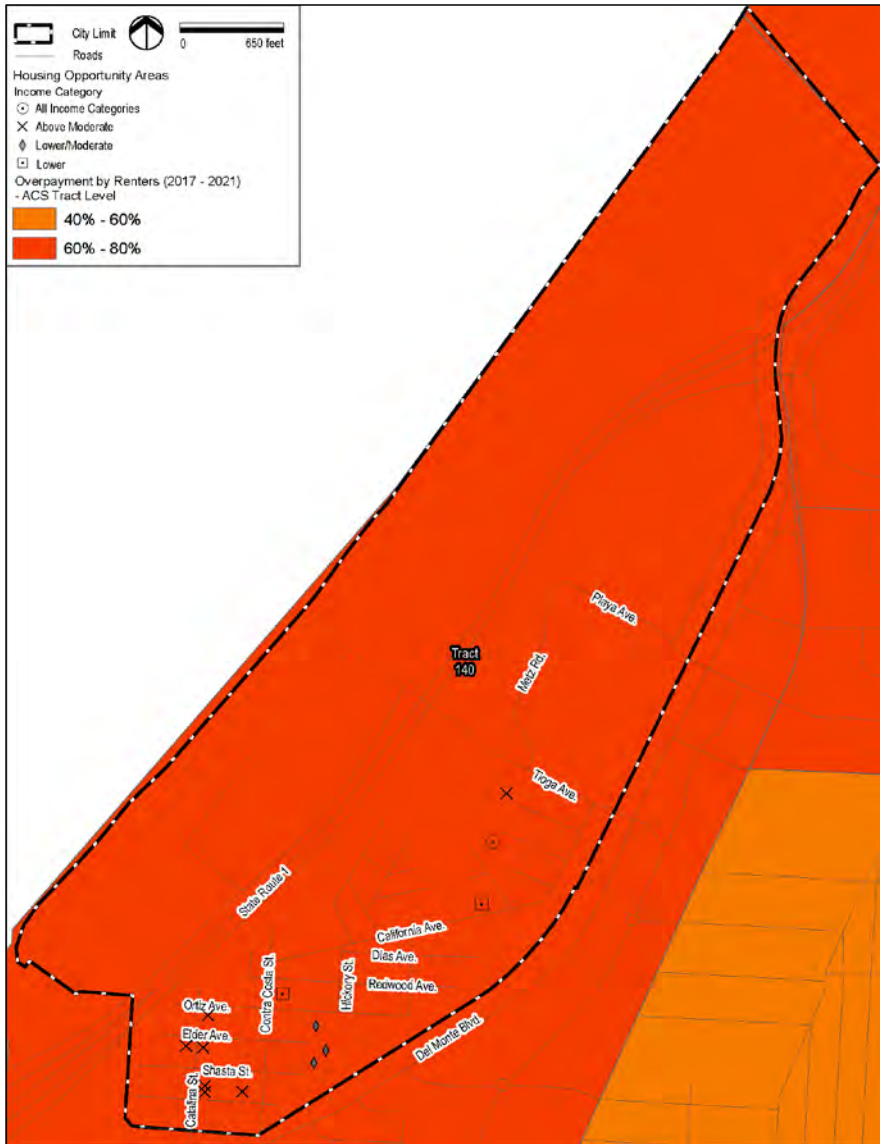 City Limit
0 650 feet
Roads
Housing Opportunity Areas
Income Category
All Income Categories
Above Moderate
Lower/Moderate
Lower
Overpayment by Renters (2017 - 2021)
- ACS Tract Level
40% - 60%
60% - 80%
Playa Ave.
Tract
140
Metz Rd.
Tioga Ave.
State Route 1
California Ave.
Dias Ave.
Contra Costa St.
Hickory St.
Redwood Ave.
Ortiz Ave.
Elder Ave.
Del Monte Blvd.
Shasta St.
Catalina St.